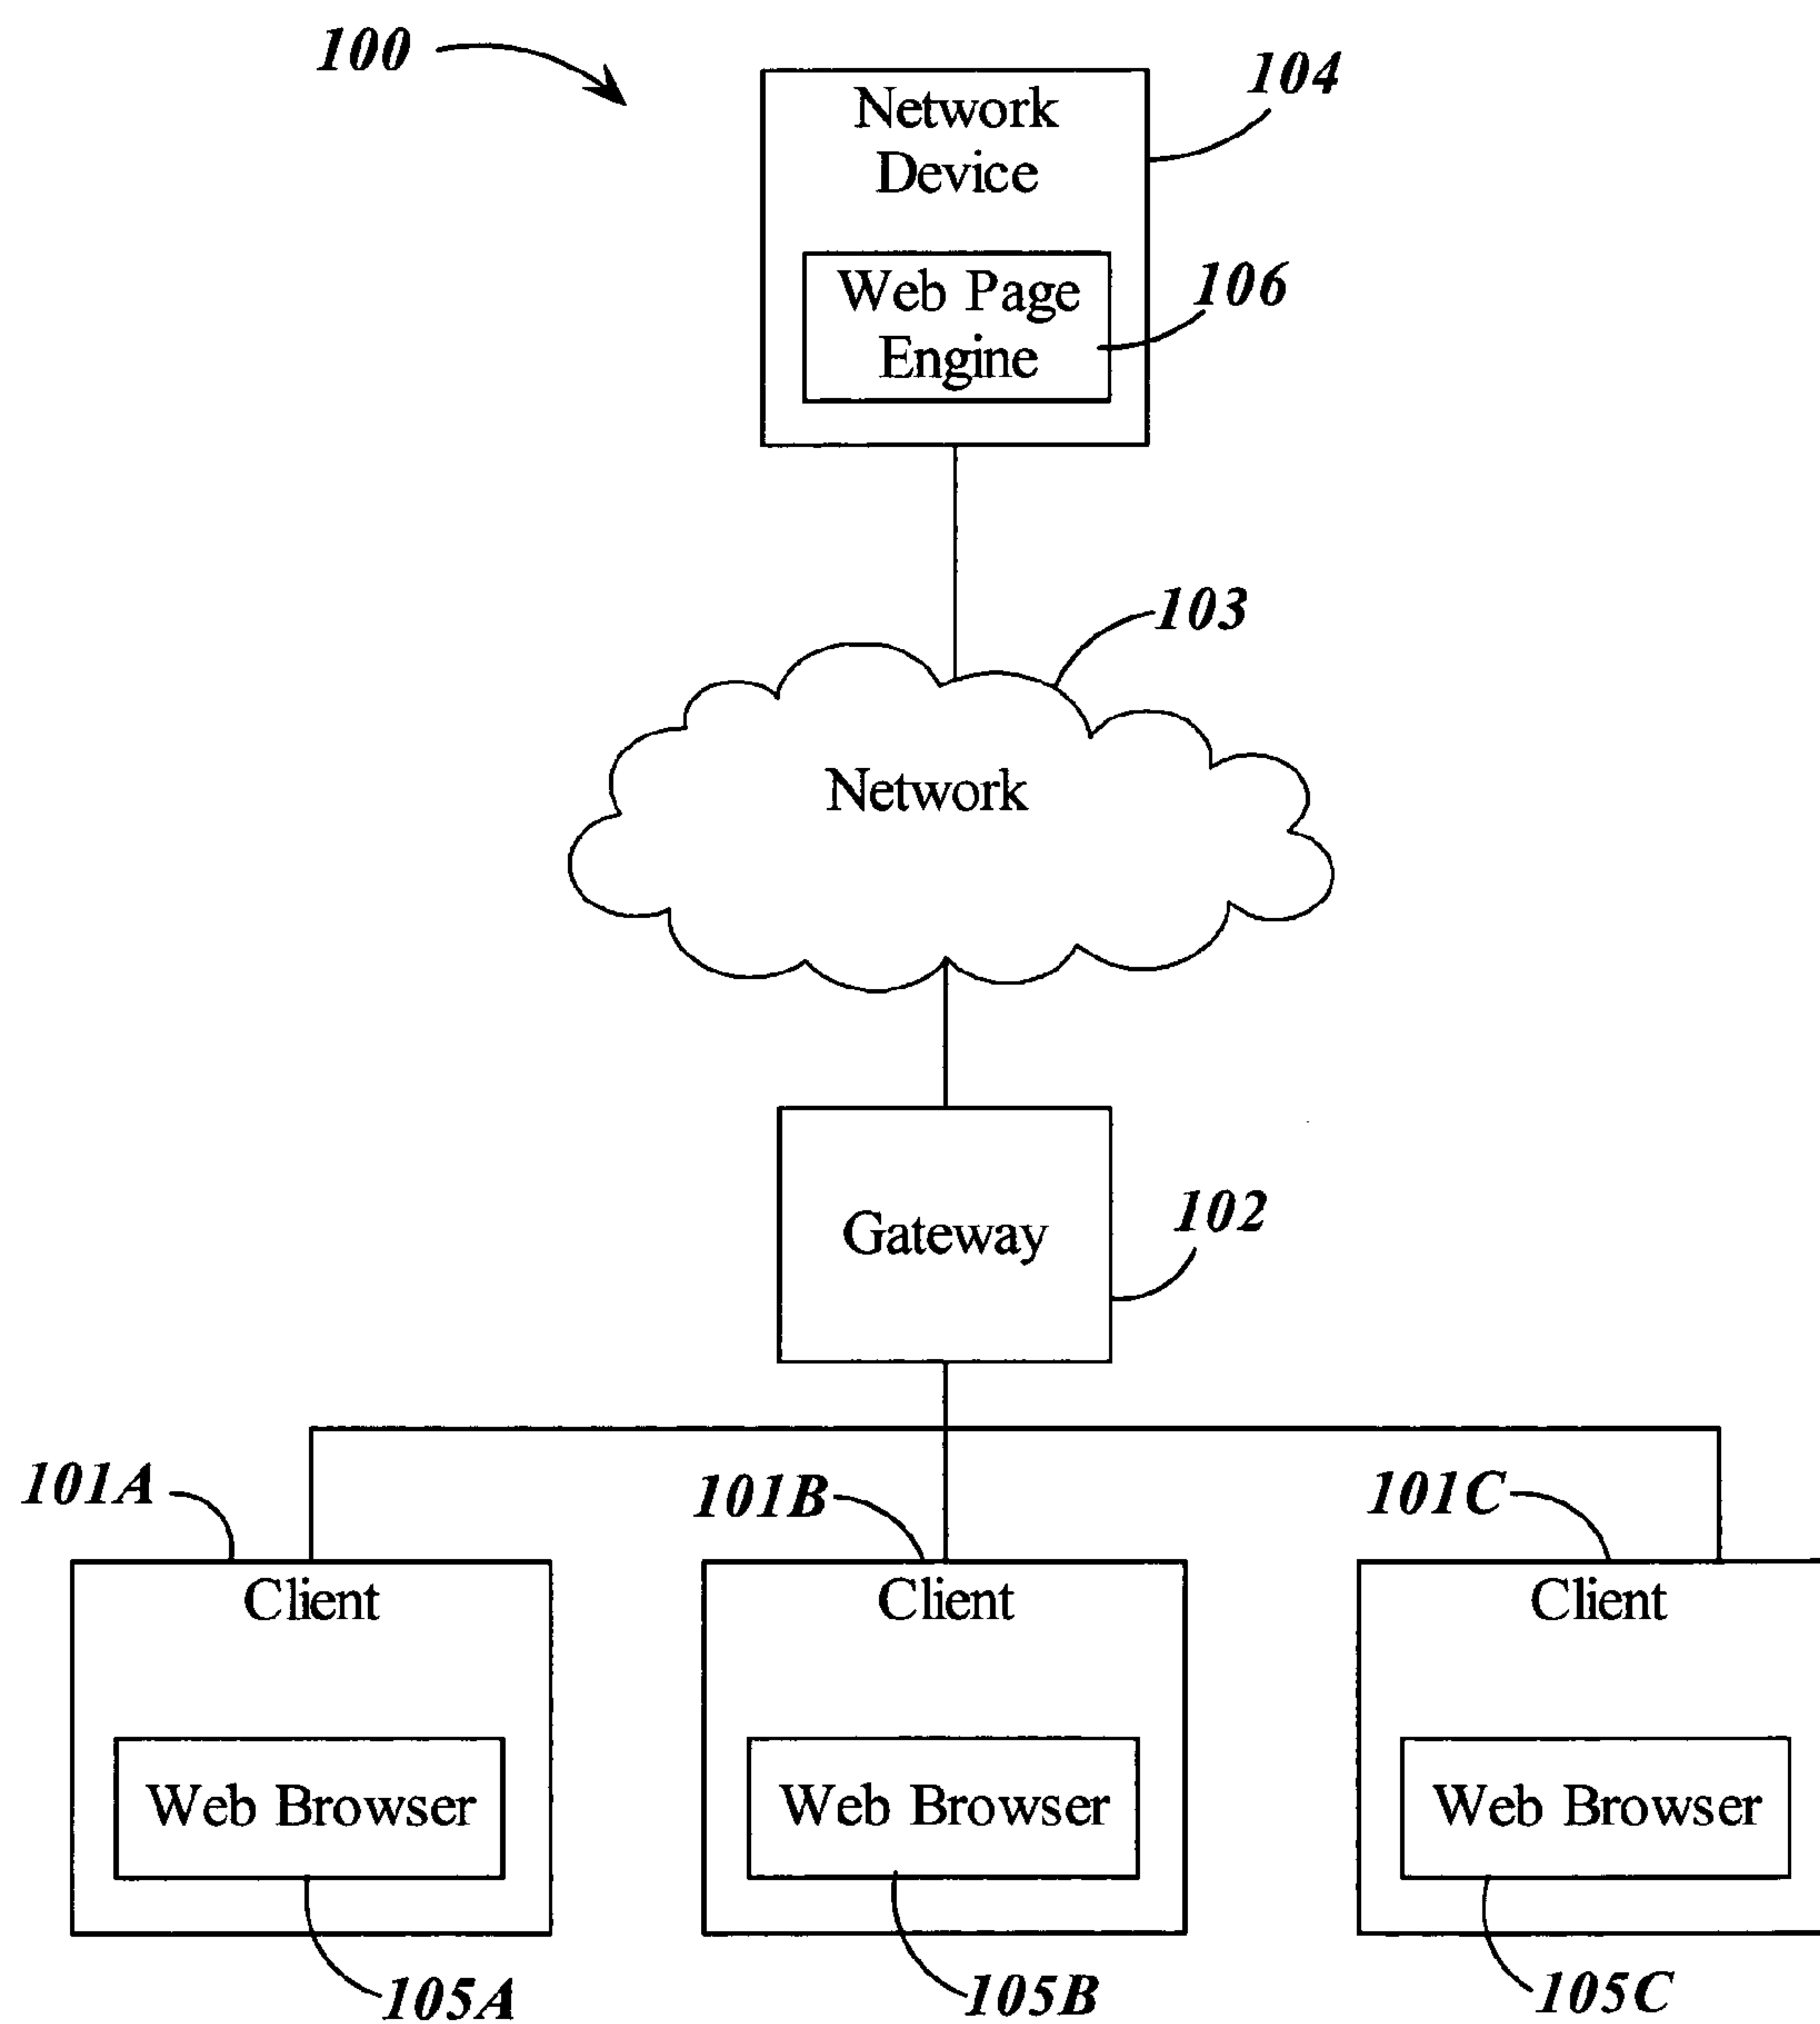 100
104
Network
Device
106
Web Page
Engine
103
Network
102
Gateway
101A
101B
101C
Client
Client
Client
Web Browser
Web Browser
Web Browser
105A
105B
105C